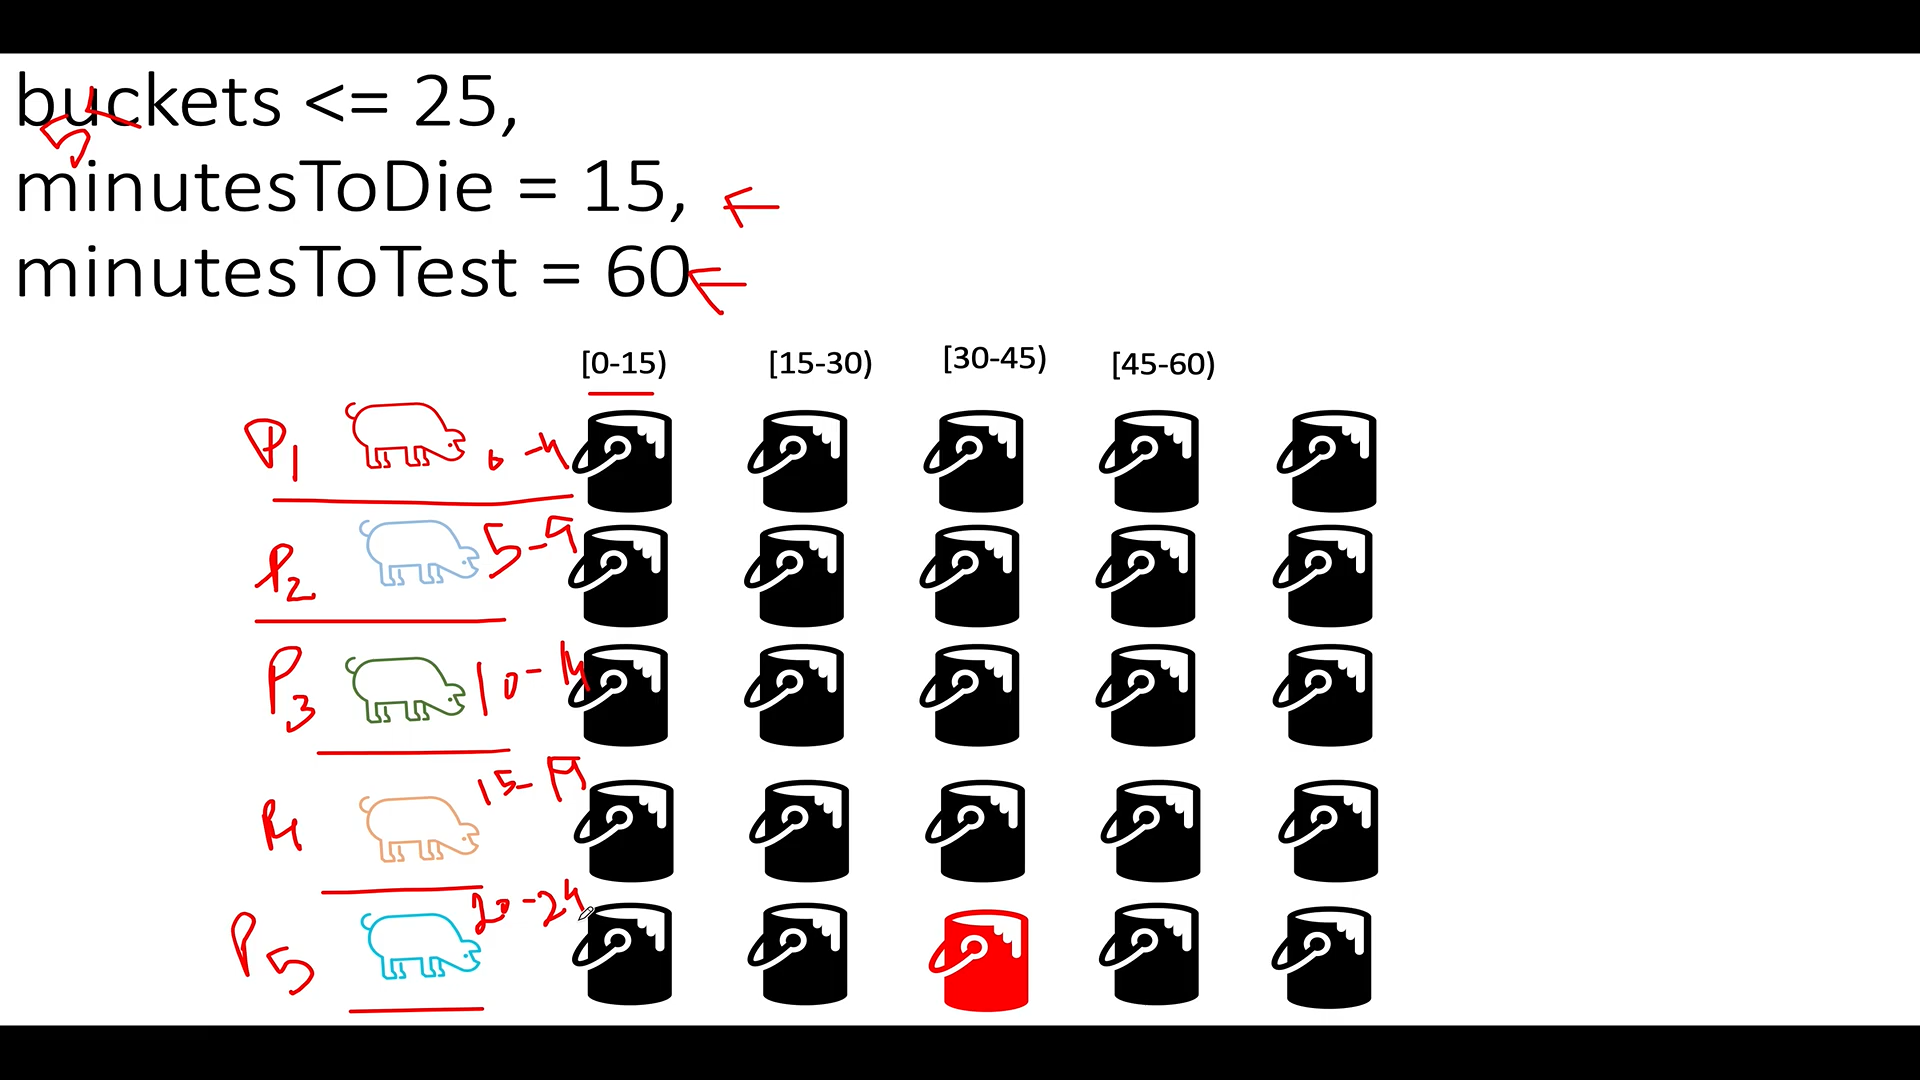 buckets <= 25,
5
minutesToDie = 15,
minutesToTest = 60
[0-15) [15-30) [30-45) [45-60)
P1 0-4
P2 5-9
P3 10-14
P4 15-19
P5 20-24